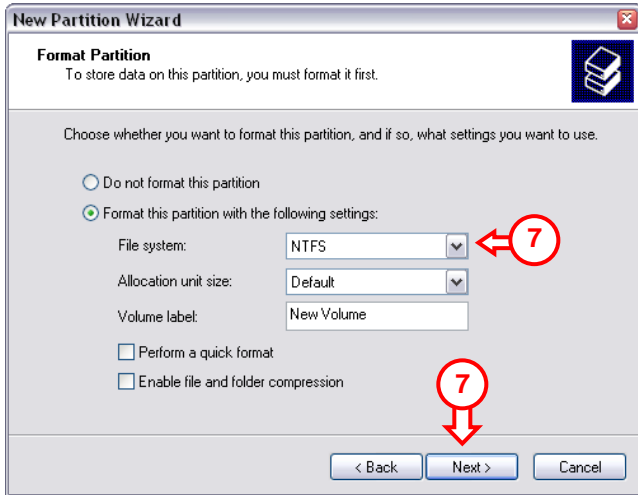 New Partition Wizard
Format Partition
To store data on this partition, you must format it first.
Choose whether you want to format this partition, and if so, what settings you want to use.
Do not format this partition
Format this partition with the following settings:
File system: NTFS 7
Allocation unit size: Default
Volume label: New Volume
Perform a quick format
Enable file and folder compression
7
< Back Next > Cancel